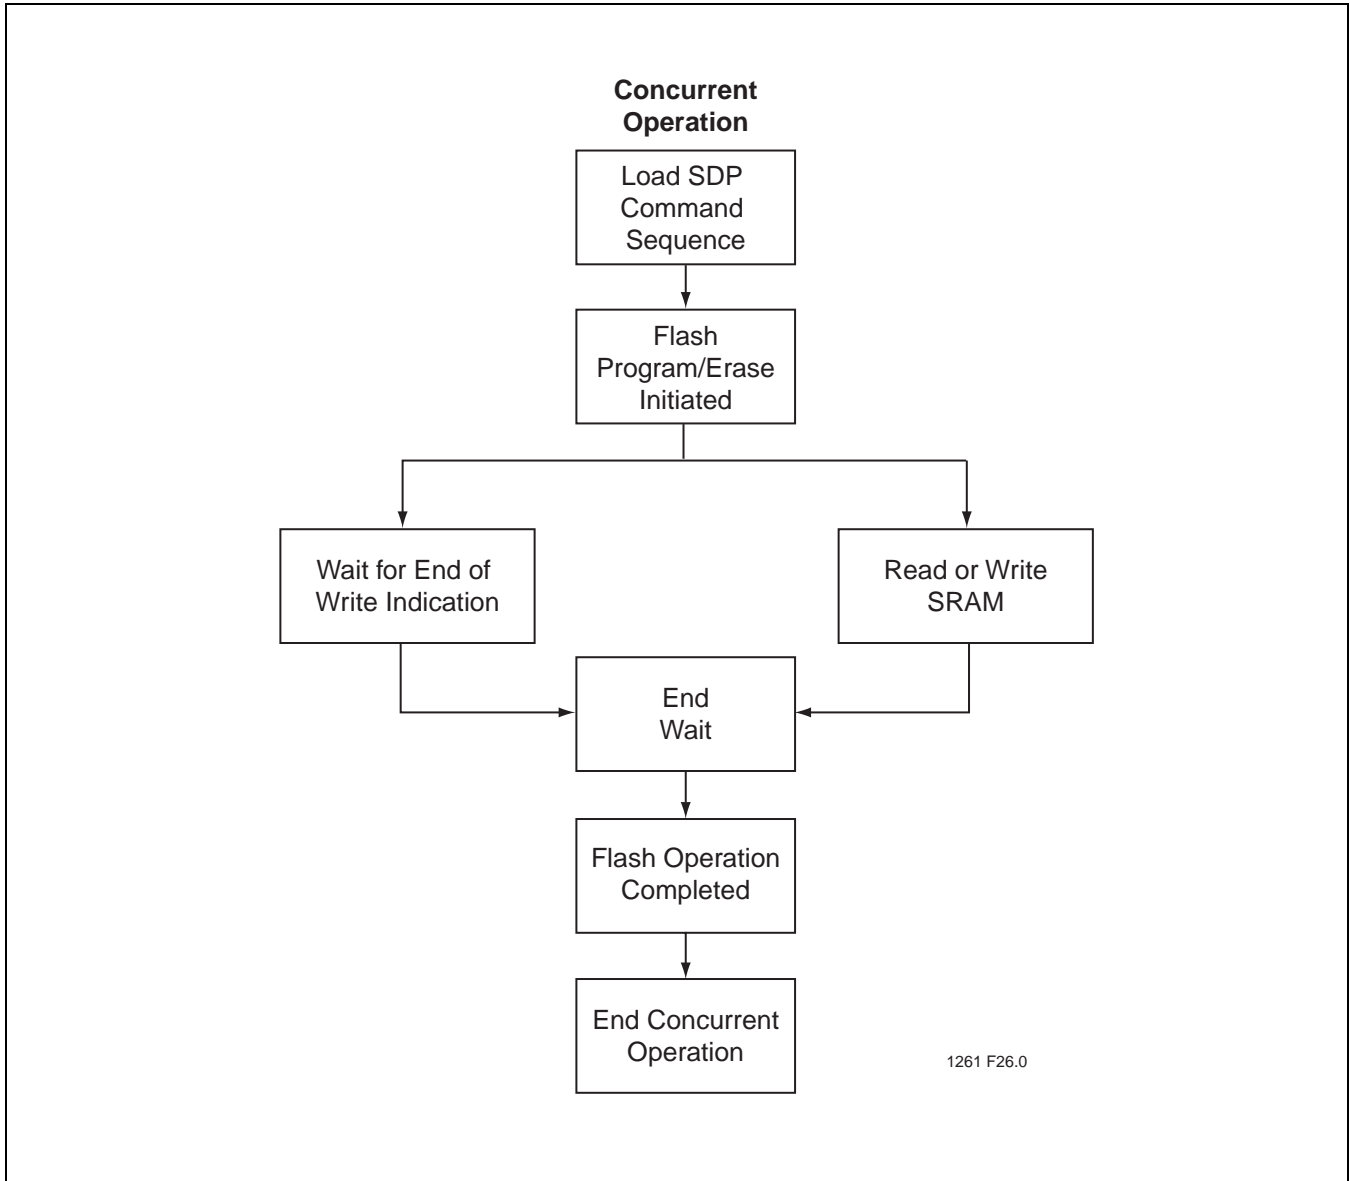 Concurrent
Operation
Load SDP
Command
Sequence
Flash
Program/Erase
Initiated
Wait for End of
Write Indication
Read or Write
SRAM
End
Wait
Flash Operation
Completed
End Concurrent
Operation
1261 F26.0